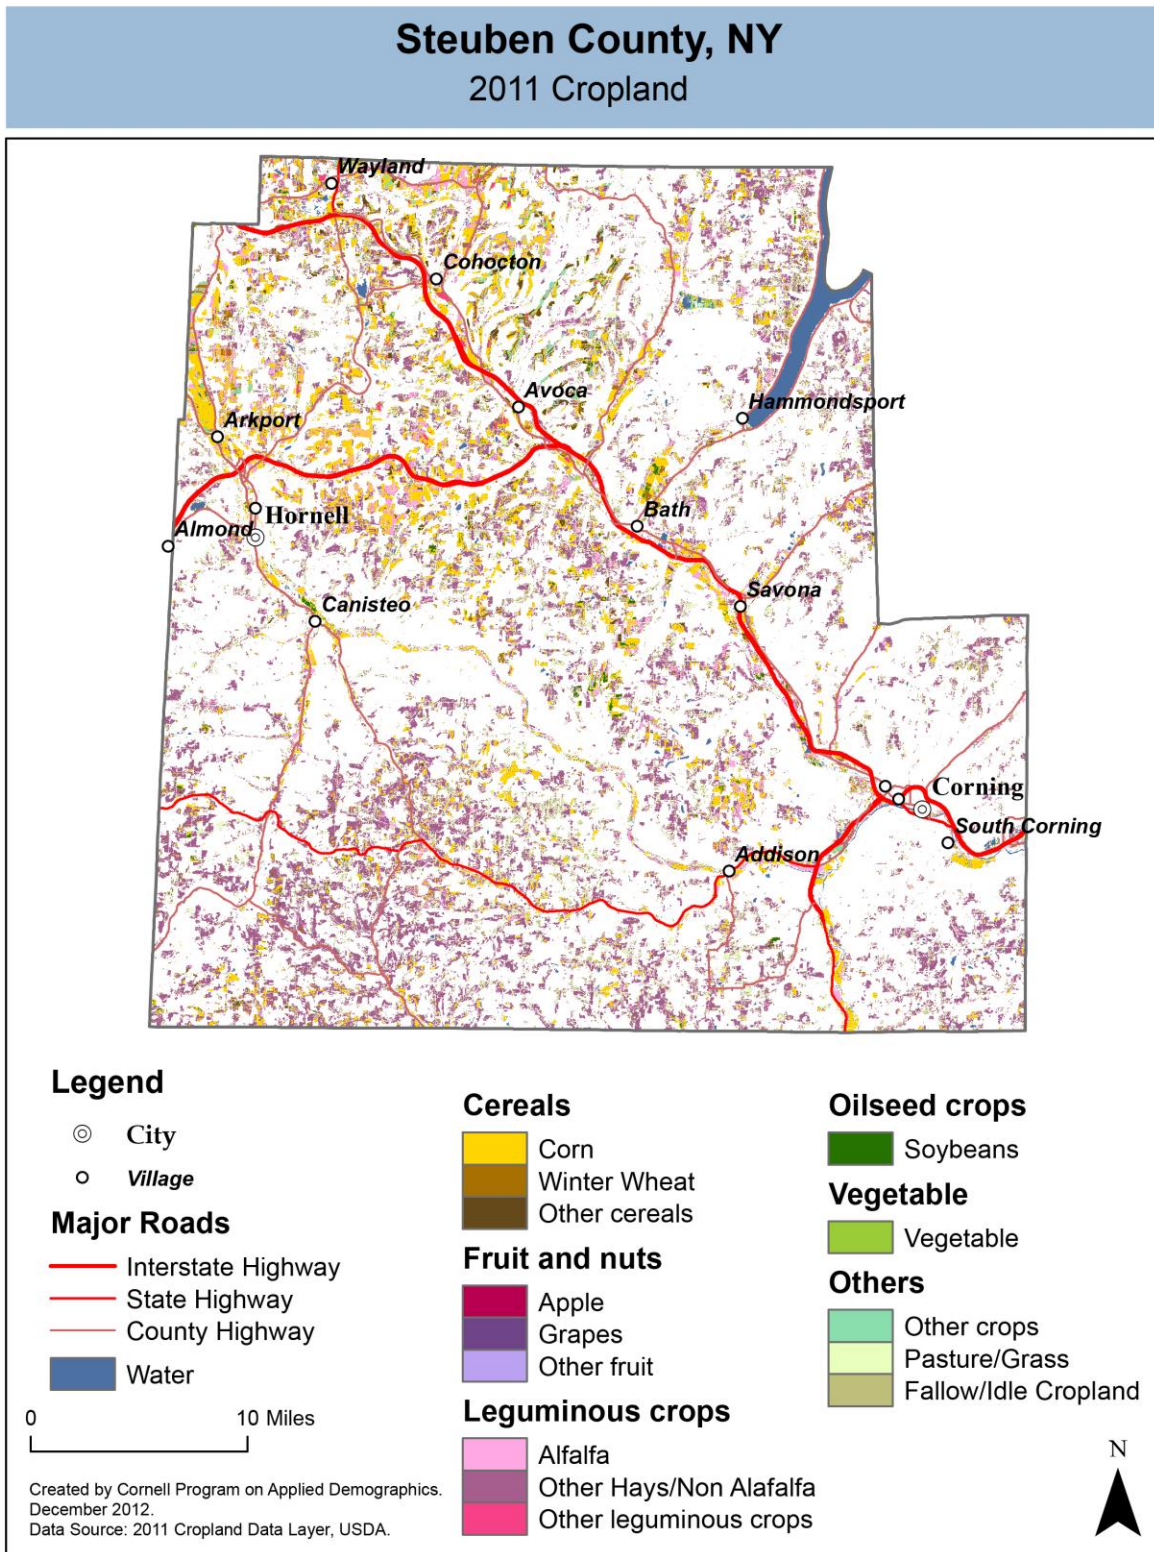 Steuben County, NY
2011 Cropland
Wayland
Cohocton
Avoca
Hammondsport
Arkport
Hornell
Almond
Bath
Canisteo
Savona
Corning
South Corning
Addison
Legend
City
Village
Major Roads
Interstate Highway
State Highway
County Highway
Water
0 10 Miles
Created by Cornell Program on Applied Demographics.
December 2012.
Data Source: 2011 Cropland Data Layer, USDA.
Cereals
Corn
Winter Wheat
Other cereals
Fruit and nuts
Apple
Grapes
Other fruit
Leguminous crops
Alfalfa
Other Hays/Non Alafalfa
Other leguminous crops
Oilseed crops
Soybeans
Vegetable
Vegetable
Others
Other crops
Pasture/Grass
Fallow/Idle Cropland
N